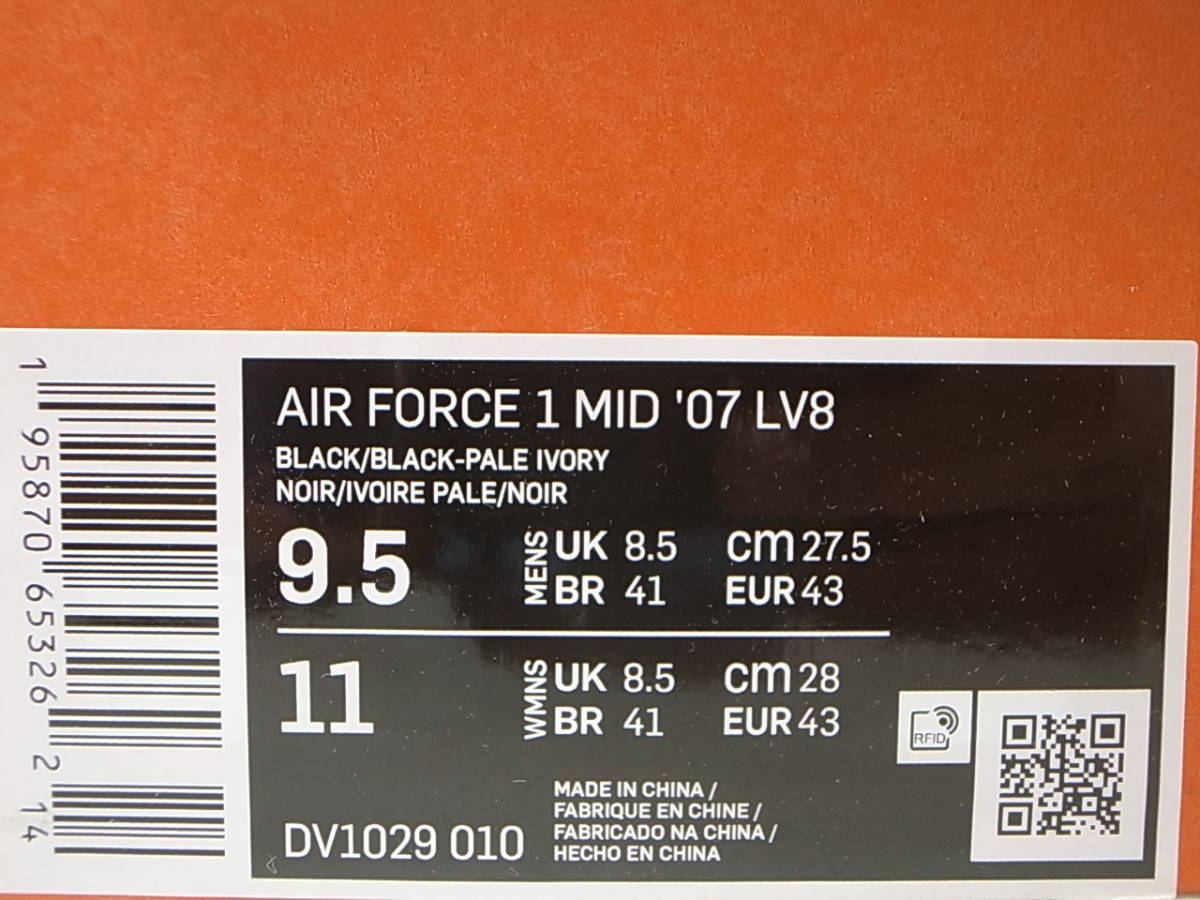 AIR FORCE 1 MID '07 LV8
BLACK/BLACK-PALE IVORY
NOIR/IVOIRE PALE/NOIR
9.5 MENS UK 8.5 cm 27.5
BR 41 EUR 43
11 WMNS UK 8.5 cm 28
BR 41 EUR 43
DV1029 010
MADE IN CHINA /
FABRIQUE EN CHINE /
FABRICADO NA CHINA /
HECHO EN CHINA
RFID
1 95870 65326 2 14